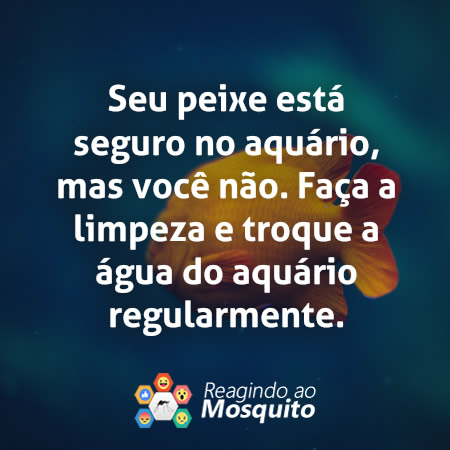 Seu peixe está
seguro no aquário,
mas você não. Faça a
limpeza e troque a
água do aquário
regularmente.
Reagindo ao
Mosquito